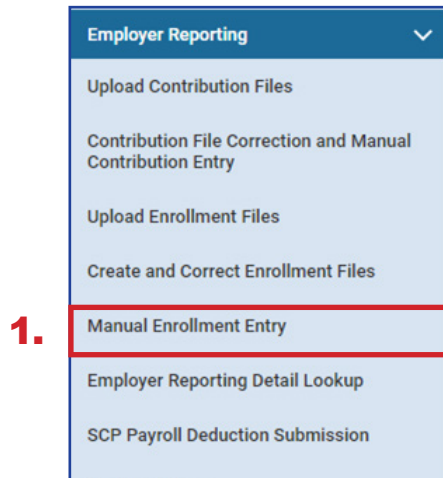 Employer Reporting
Upload Contribution Files
Contribution File Correction and Manual
Contribution Entry
Upload Enrollment Files
Create and Correct Enrollment Files
1. Manual Enrollment Entry
Employer Reporting Detail Lookup
SCP Payroll Deduction Submission